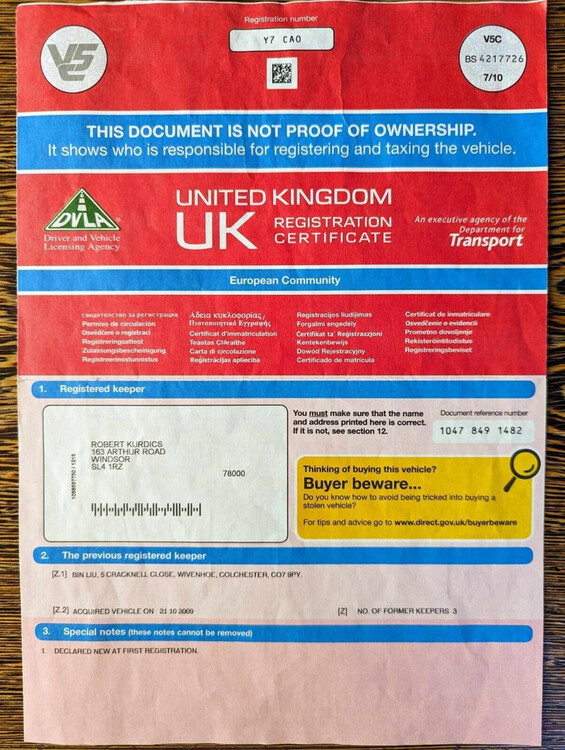 Registration number
Y7 CAO
V5C
V5C
BS 4217726
7/10
THIS DOCUMENT IS NOT PROOF OF OWNERSHIP.
It shows who is responsible for registering and taxing the vehicle.
DVLA
Driver and Vehicle
Licensing Agency
UNITED KINGDOM
UK REGISTRATION
CERTIFICATE
An executive agency of the
Department for
Transport
European Community
свидетелство за регистрация
Permiso de circulación
Osvědčení o registraci
Registreringsattest
Zulassungsbescheinigung
Registreerimistunnistus
Άδεια κυκλοφορίας/
Πιστοποιητικό Εγγραφής
Certificat d'immatriculation
Teastas Cláraithe
Carta di circolazione
Reģistrācijas apliecība
Registracijos liudijimas
Forgalmi engedély
Ċertifikat ta' Reġistrazzjoni
Kentekenbewijs
Dowód Rejestracyjny
Certificado de matrícula
Certificat de înmatriculare
Osvedčenie o evidencii
Prometno dovoljenje
Rekisteröintitodistus
Registreringsbeviset
1. Registered keeper
ROBERT KURDICS
163 ARTHUR ROAD
WINDSOR
SL4 1RZ
78000
You must make sure that the name
and address printed here is correct.
If it is not, see section 12.
Document reference number
1047 849 1482
Thinking of buying this vehicle?
Buyer beware...
Do you know how to avoid being tricked into buying a
stolen vehicle?
For tips and advice go to www.direct.gov.uk/buyerbeware
2. The previous registered keeper
[Z.1] BIN LIU, 5 CRACKNELL CLOSE, WIVENHOE, COLCHESTER, CO7 9PY.
[Z.2] ACQUIRED VEHICLE ON 21 10 2009
[Z] NO. OF FORMER KEEPERS 3
3. Special notes (these notes cannot be removed)
1 DECLARED NEW AT FIRST REGISTRATION.